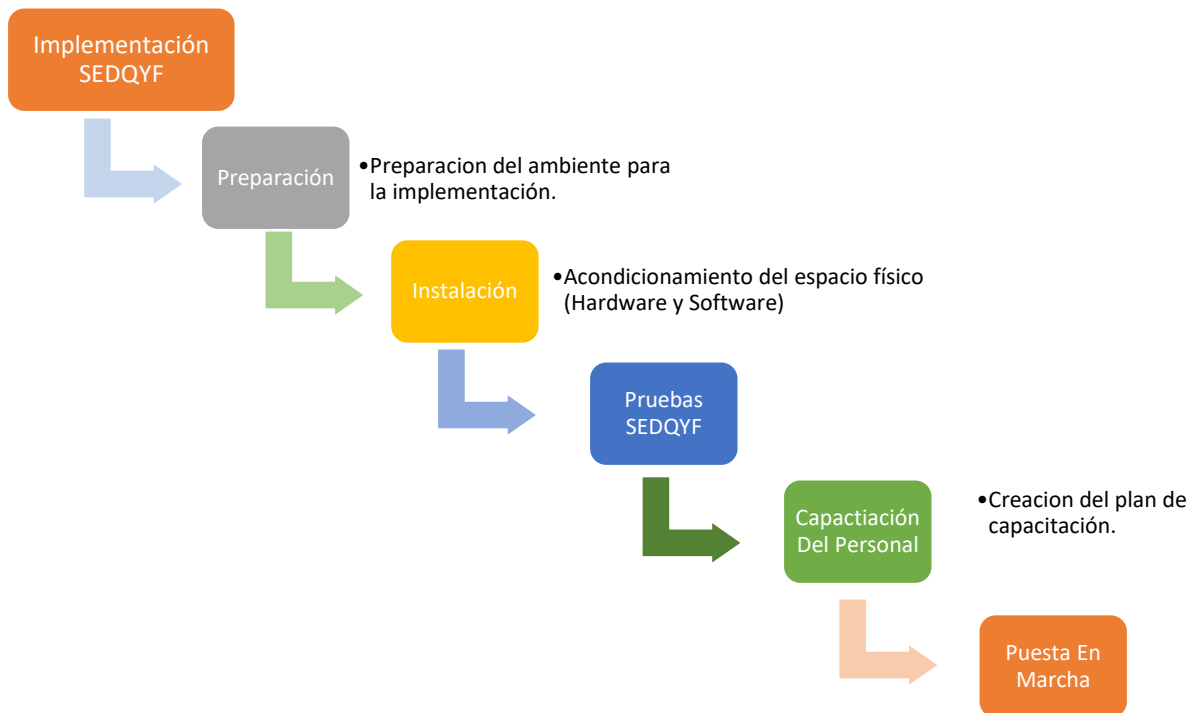 Implementación
SEDQYF
Preparación
•Preparacion del ambiente para
la implementación.
Instalación
•Acondicionamiento del espacio físico
(Hardware y Software)
Pruebas
SEDQYF
Capactiación
Del Personal
•Creacion del plan de
capacitación.
Puesta En
Marcha